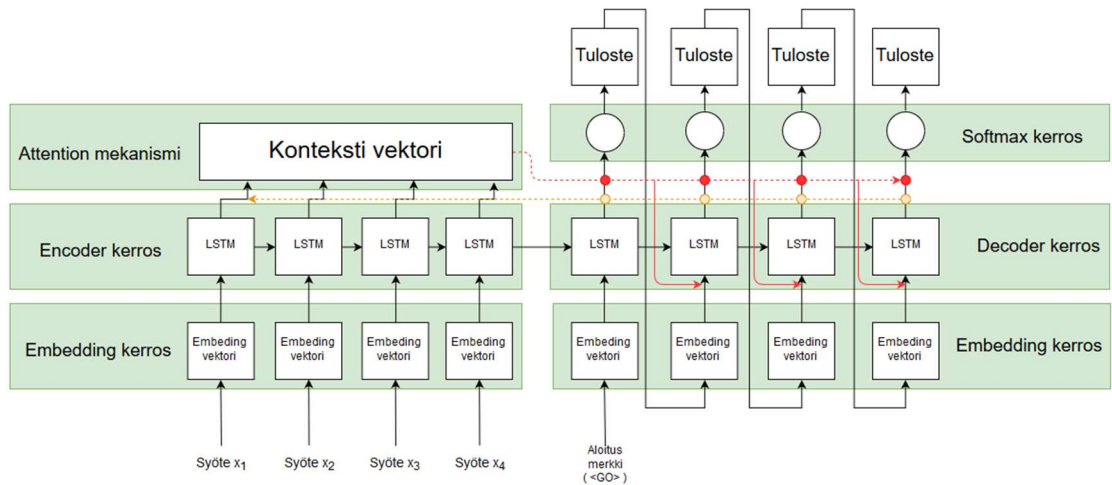 Tuloste
Tuloste
Tuloste
Tuloste
Softmax kerros
Attention mekanismi
Konteksti vektori
Encoder kerros
LSTM
LSTM
LSTM
LSTM
LSTM
LSTM
LSTM
LSTM
Decoder kerros
Embedding kerros
Embeding
vektori
Embeding
vektori
Embeding
vektori
Embeding
vektori
Embeding
vektori
Embeding
vektori
Embeding
vektori
Embeding
vektori
Embedding kerros
Syöte x1
Syöte x2
Syöte x3
Syöte x4
Aloitus
merkki
( <GO> )